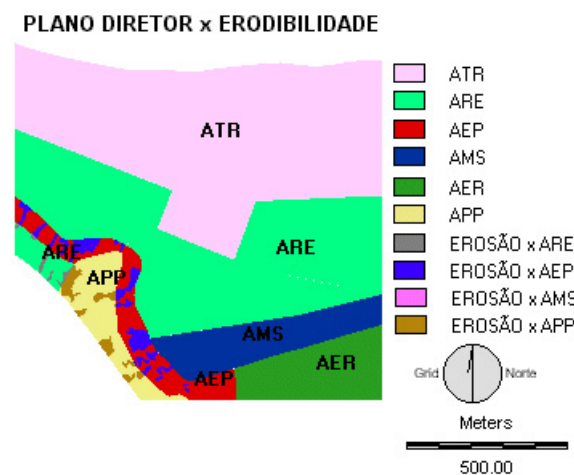 PLANO DIRETOR x ERODIBILIDADE
ATR
ARE
ARE
APP
AMS
AEP
AER
ATR
ARE
AEP
AMS
AER
APP
EROSÃO x ARE
EROSÃO x AEP
EROSÃO x AMS
EROSÃO x APP
Grid Norte
Meters
500.00